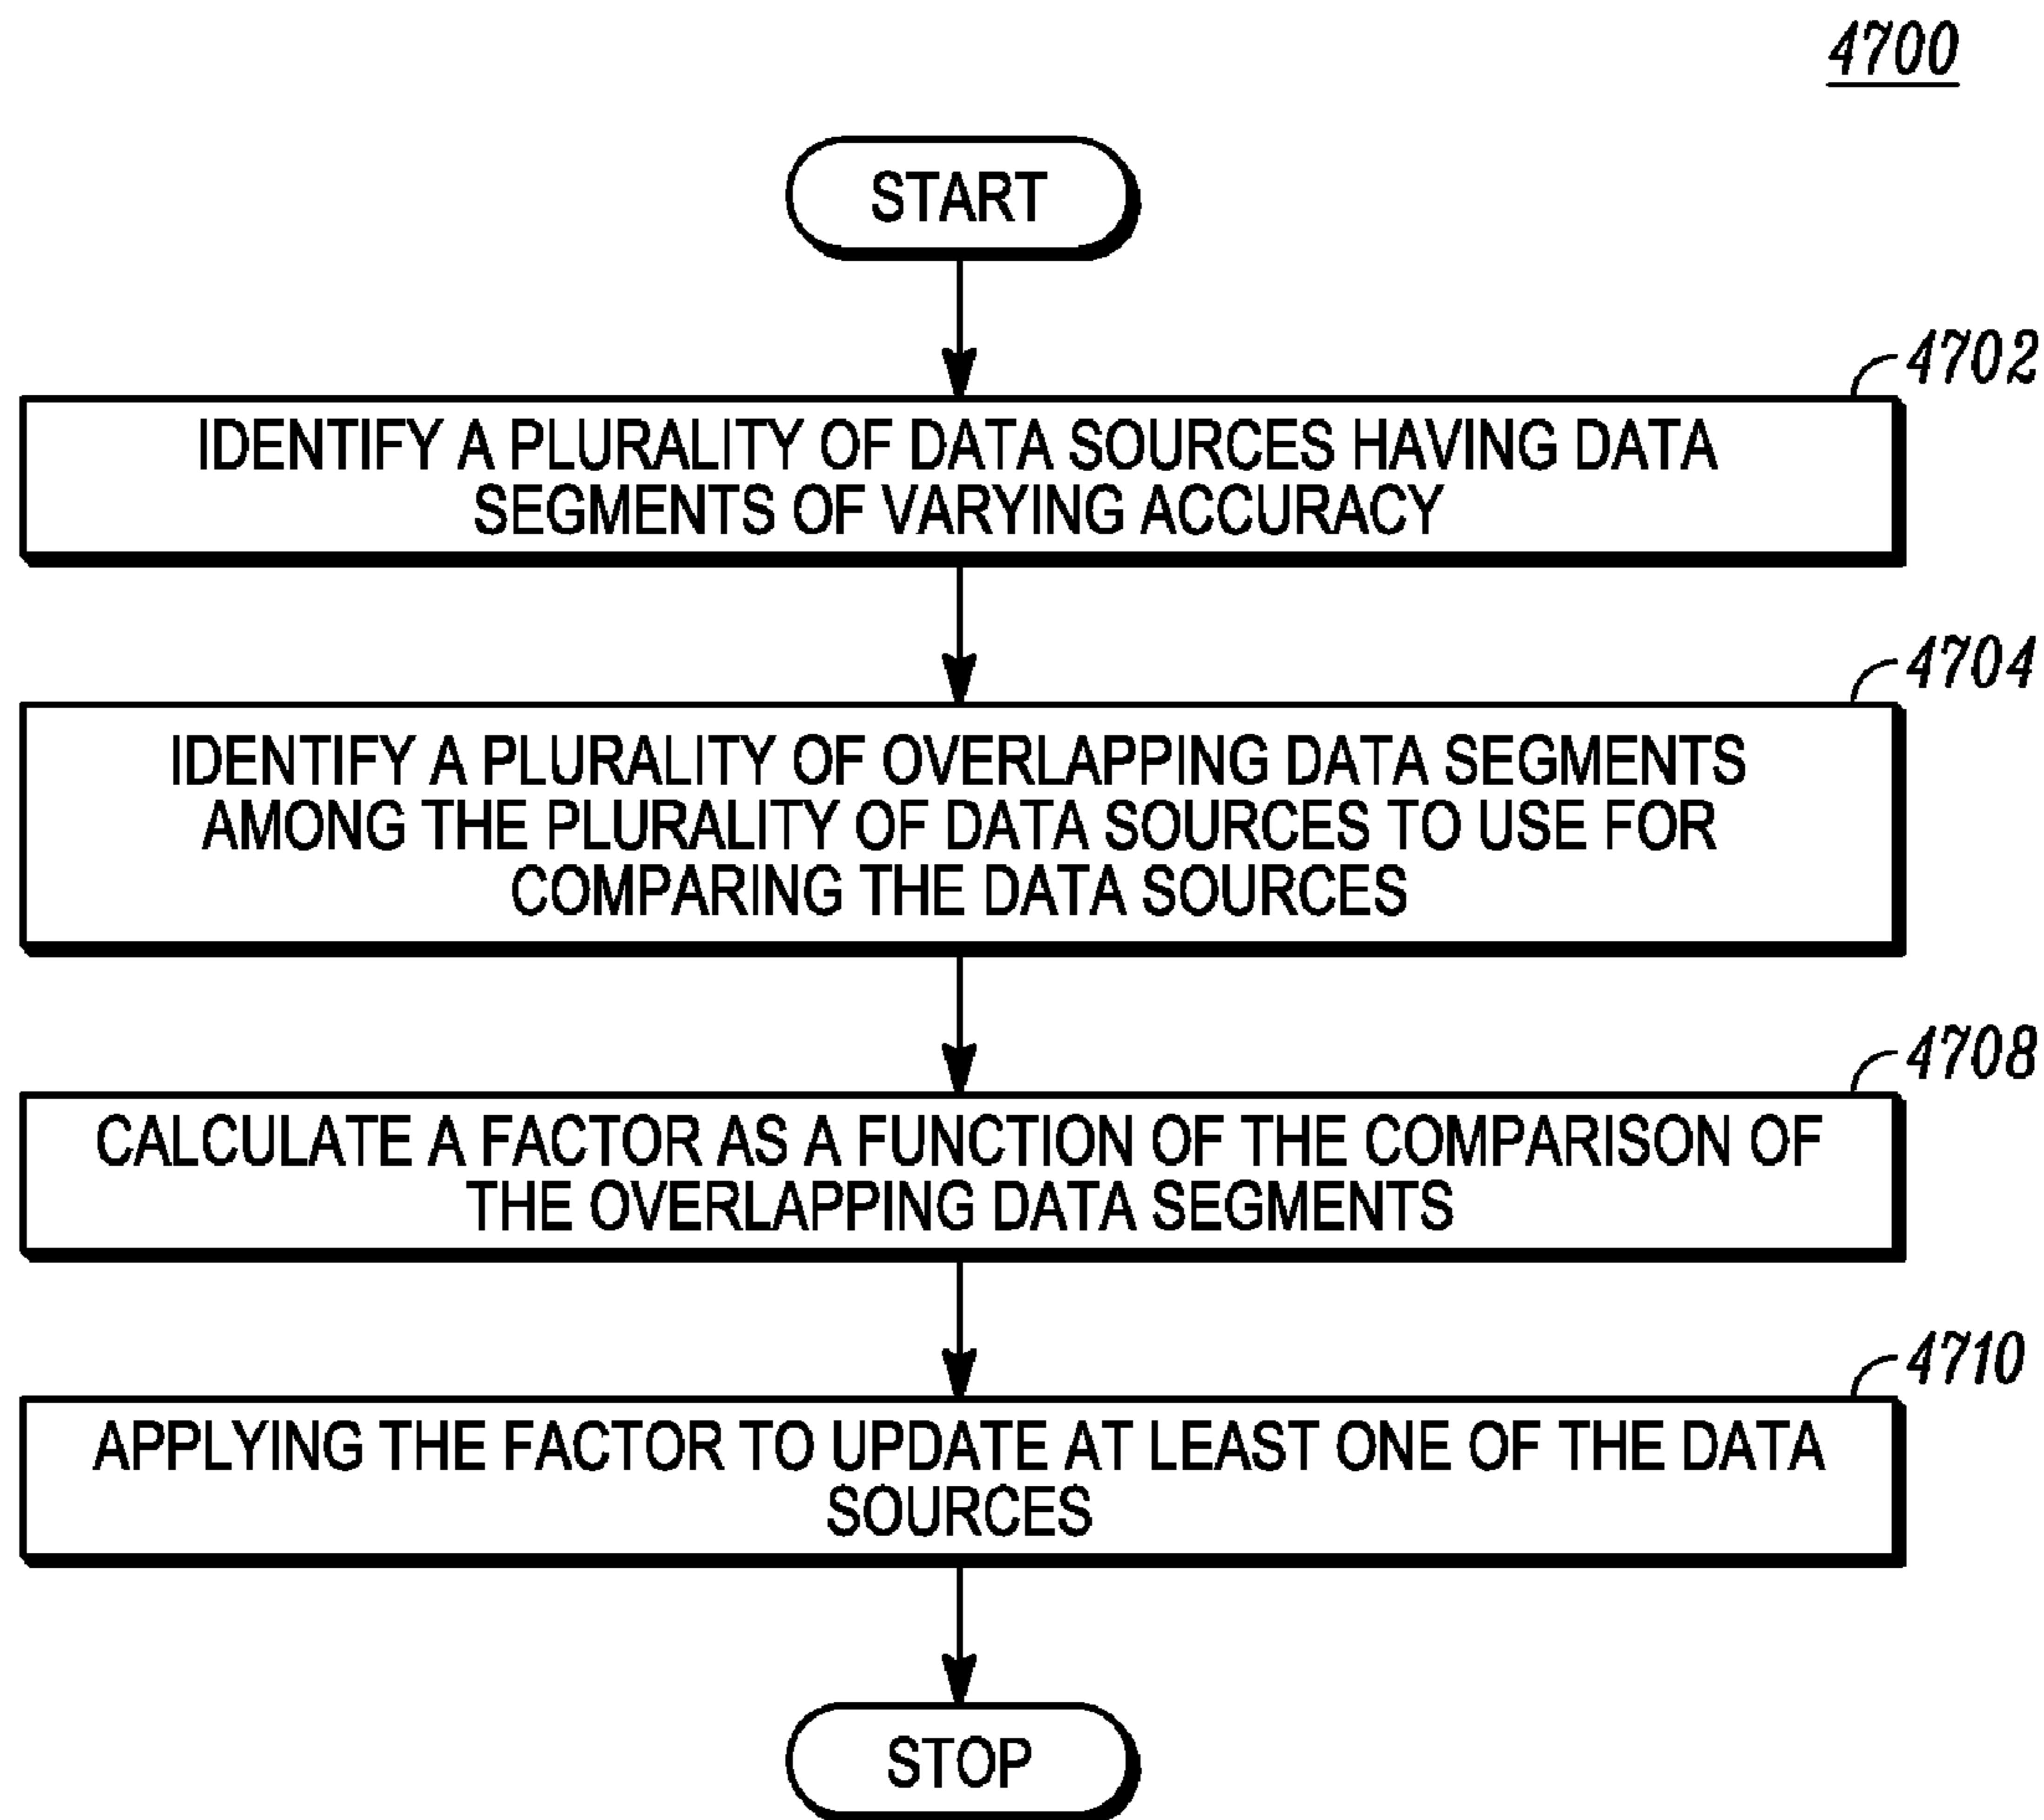 4700
START
4702
IDENTIFY A PLURALITY OF DATA SOURCES HAVING DATA
SEGMENTS OF VARYING ACCURACY
4704
IDENTIFY A PLURALITY OF OVERLAPPING DATA SEGMENTS
AMONG THE PLURALITY OF DATA SOURCES TO USE FOR
COMPARING THE DATA SOURCES
4708
CALCULATE A FACTOR AS A FUNCTION OF THE COMPARISON OF
THE OVERLAPPING DATA SEGMENTS
4710
APPLYING THE FACTOR TO UPDATE AT LEAST ONE OF THE DATA
SOURCES
STOP